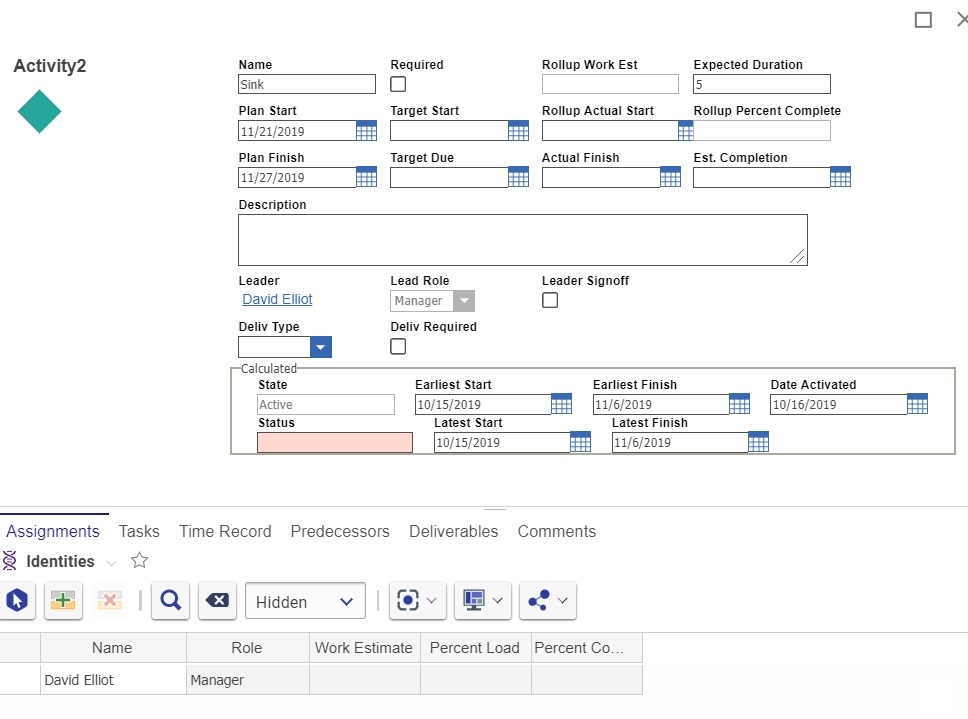 Activity2
Name Required Rollup Work Est Expected Duration
Sink 5
Plan Start Target Start Rollup Actual Start Rollup Percent Complete
11/21/2019
Plan Finish Target Due Actual Finish Est. Completion
11/27/2019
Description
Leader Lead Role Leader Signoff
David Elliot Manager
Deliv Type Deliv Required
Calculated
State Earliest Start Earliest Finish Date Activated
Active 10/15/2019 11/6/2019 10/16/2019
Status Latest Start Latest Finish
10/15/2019 11/6/2019
Assignments Tasks Time Record Predecessors Deliverables Comments
Identities
Hidden
Name Role Work Estimate Percent Load Percent Co...
David Elliot Manager